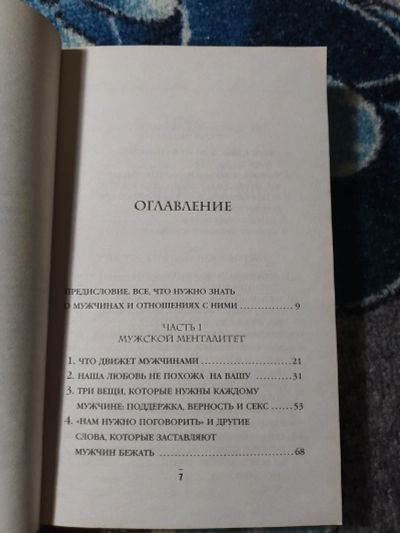 ОГЛАВЛЕНИЕ
ПРЕДИСЛОВИЕ. ВСЕ, ЧТО НУЖНО ЗНАТЬ
О МУЖЧИНАХ И ОТНОШЕНИЯХ С НИМИ .............. 9
ЧАСТЬ 1
МУЖСКОЙ МЕНТАЛИТЕТ
1. ЧТО ДВИЖЕТ МУЖЧИНАМИ ...................... 21
2. НАША ЛЮБОВЬ НЕ ПОХОЖА НА ВАШУ ......... 31
3. ТРИ ВЕЩИ, КОТОРЫЕ НУЖНЫ КАЖДОМУ
МУЖЧИНЕ: ПОДДЕРЖКА, ВЕРНОСТЬ И СЕКС ..... 53
4. «НАМ НУЖНО ПОГОВОРИТЬ» И ДРУГИЕ
СЛОВА, КОТОРЫЕ ЗАСТАВЛЯЮТ
МУЖЧИН БЕЖАТЬ ................................. 68
7